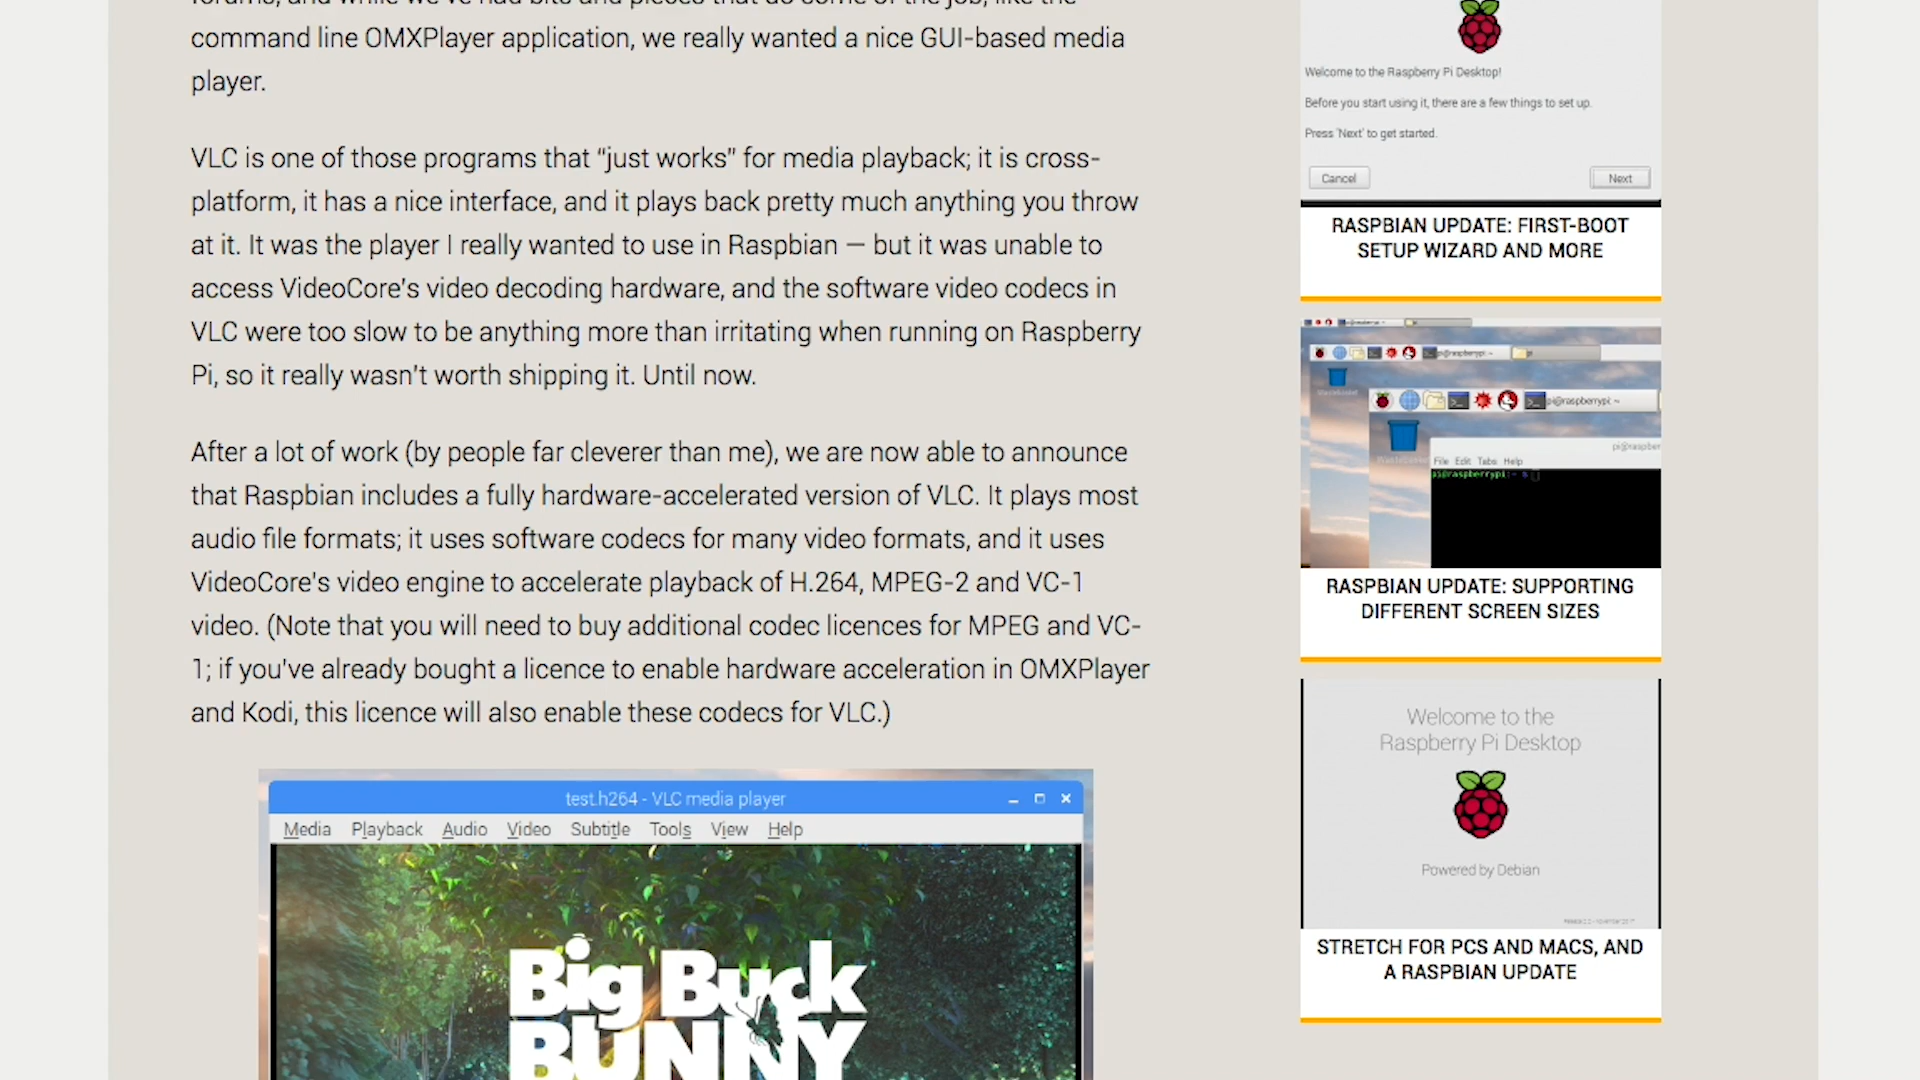 command line OMXPlayer application, we really wanted a nice GUI-based media
player.
VLC is one of those programs that “just works” for media playback; it is cross-
platform, it has a nice interface, and it plays back pretty much anything you throw
at it. It was the player I really wanted to use in Raspbian — but it was unable to
access VideoCore's video decoding hardware, and the software video codecs in
VLC were too slow to be anything more than irritating when running on Raspberry
Pi, so it really wasn't worth shipping it. Until now.
After a lot of work (by people far cleverer than me), we are now able to announce
that Raspbian includes a fully hardware-accelerated version of VLC. It plays most
audio file formats; it uses software codecs for many video formats, and it uses
VideoCore's video engine to accelerate playback of H.264, MPEG-2 and VC-1
video. (Note that you will need to buy additional codec licences for MPEG and VC-
1; if you've already bought a licence to enable hardware acceleration in OMXPlayer
and Kodi, this licence will also enable these codecs for VLC.)
test.h264 - VLC media player
Media Playback Audio Video Subtitle Tools View Help
Big Buck
BUNNY
Welcome to the Raspberry Pi Desktop!
Before you start using it, there are a few things to set up.
Press 'Next' to get started.
Cancel Next
RASPBIAN UPDATE: FIRST-BOOT
SETUP WIZARD AND MORE
pi@raspberrypi: ~
File Edit Tabs Help
RASPBIAN UPDATE: SUPPORTING
DIFFERENT SCREEN SIZES
Welcome to the
Raspberry Pi Desktop
Powered by Debian
STRETCH FOR PCS AND MACS, AND
A RASPBIAN UPDATE